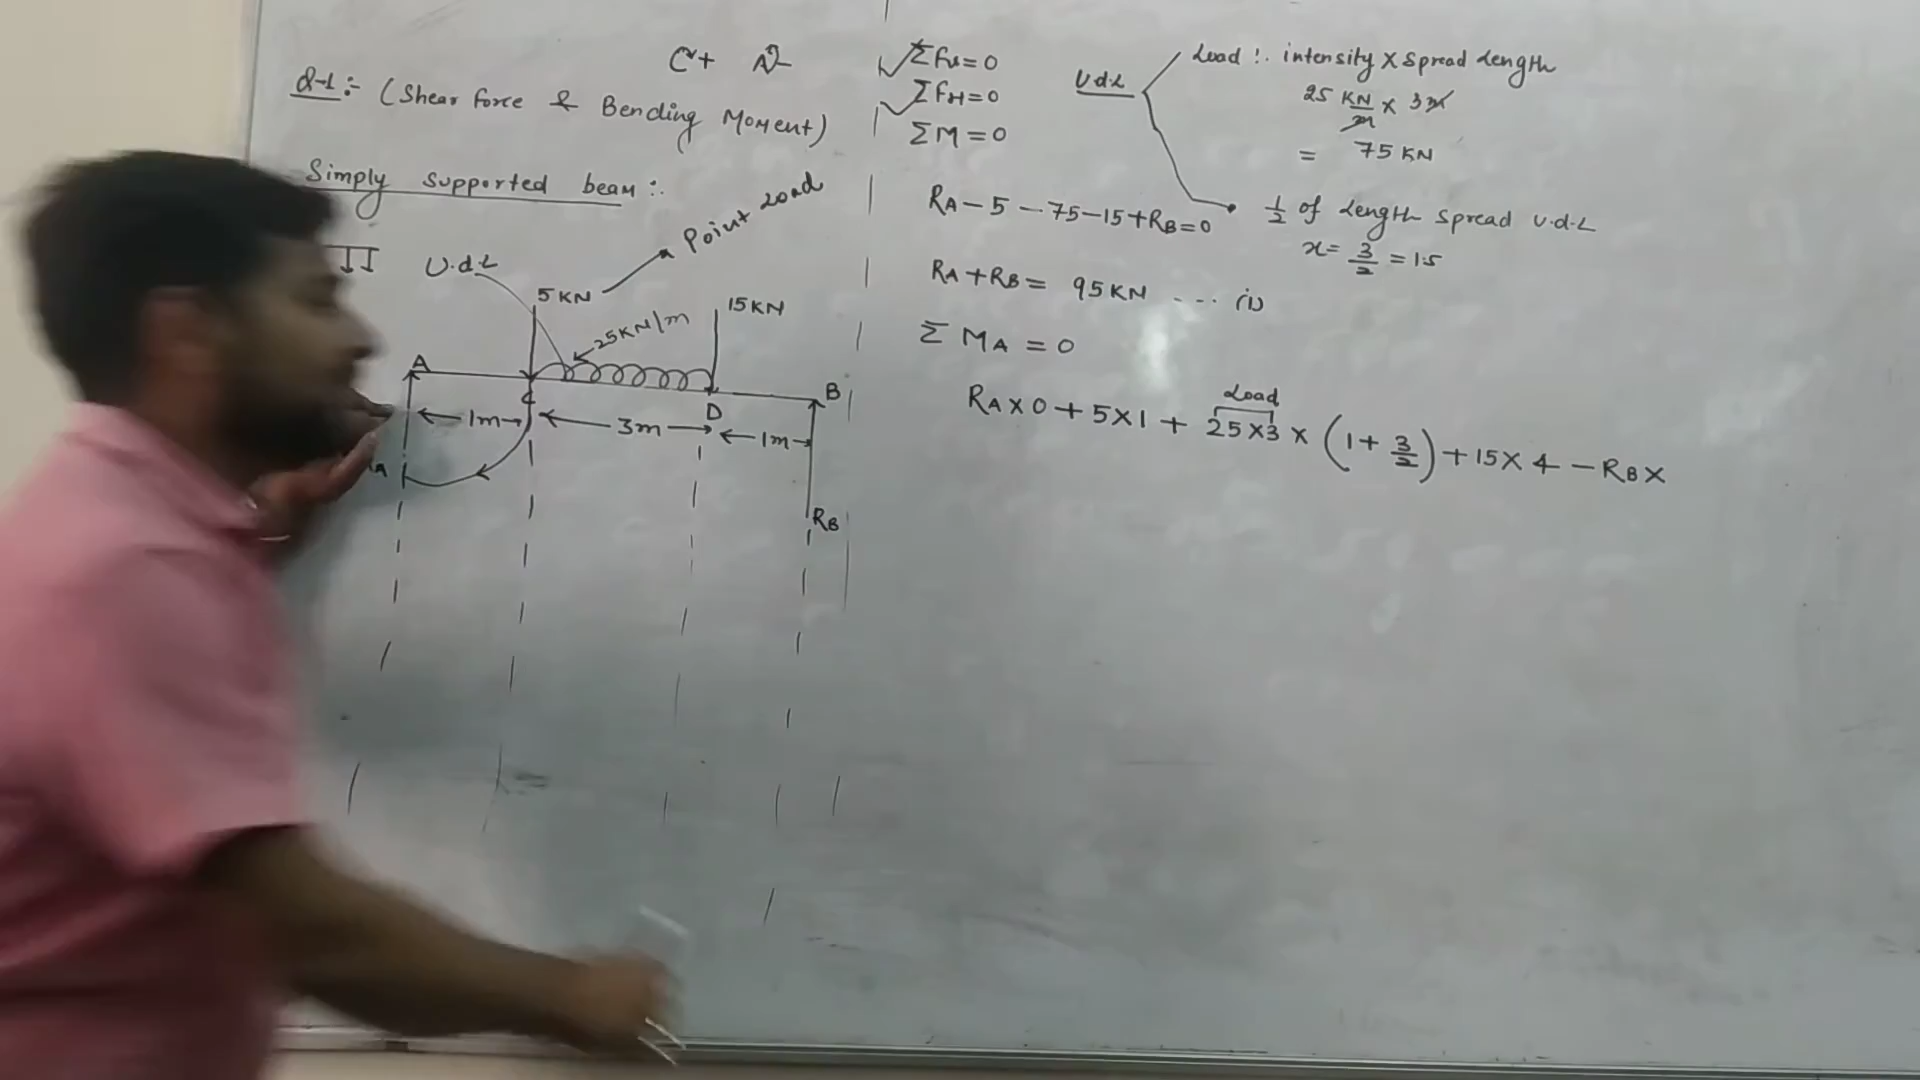 C+
Q-1:- (Shear force & Bending Moment)
Simply supported beam:.
II
U.d.L
Point Load
5 KN
25KN/m
15KN
A
C
D
B
1m
3m
1m
RB
ΣFv=0
ΣFH=0
ΣM=0
RA-5-75-15+RB=0
RA+RB= 95KN ... (i)
Σ MA = 0
Load
RA×0+5×1+25×3×(1+3/2)+15×4-RB×
U.d.L
Load :. intensity × spread Length
25 KN/m × 3m
= 75 KN
1/2 of Length spread U.d.L
x= 3/2 = 1.5